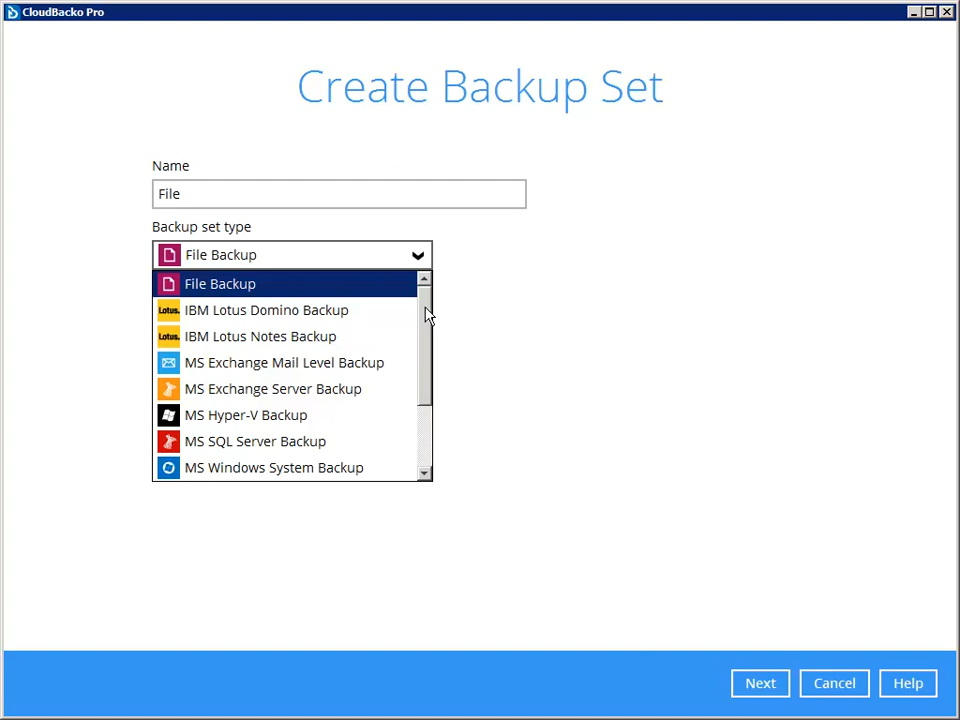 CloudBacko Pro
Create Backup Set
Name
File
Backup set type
File Backup
File Backup
Lotus. IBM Lotus Domino Backup
Lotus. IBM Lotus Notes Backup
MS Exchange Mail Level Backup
MS Exchange Server Backup
MS Hyper-V Backup
MS SQL Server Backup
MS Windows System Backup
Next Cancel Help